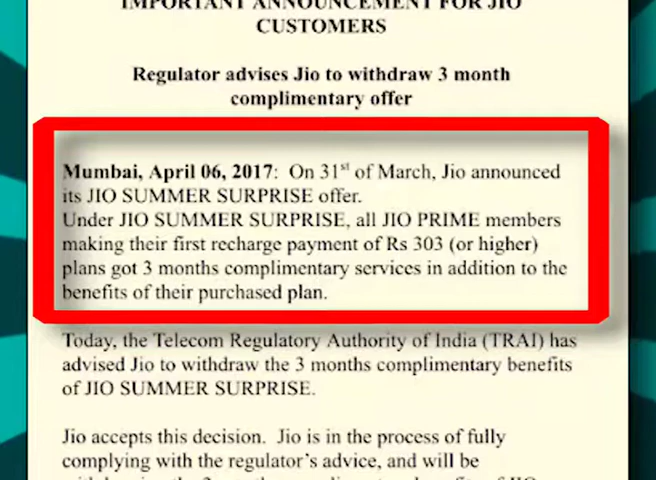 IMPORTANT ANNOUNCEMENT FOR JIO
CUSTOMERS
Regulator advises Jio to withdraw 3 month
complimentary offer
Mumbai, April 06, 2017: On 31st of March, Jio announced
its JIO SUMMER SURPRISE offer.
Under JIO SUMMER SURPRISE, all JIO PRIME members
making their first recharge payment of Rs 303 (or higher)
plans got 3 months complimentary services in addition to the
benefits of their purchased plan.
Today, the Telecom Regulatory Authority of India (TRAI) has
advised Jio to withdraw the 3 months complimentary benefits
of JIO SUMMER SURPRISE.
Jio accepts this decision. Jio is in the process of fully
complying with the regulator's advice, and will be